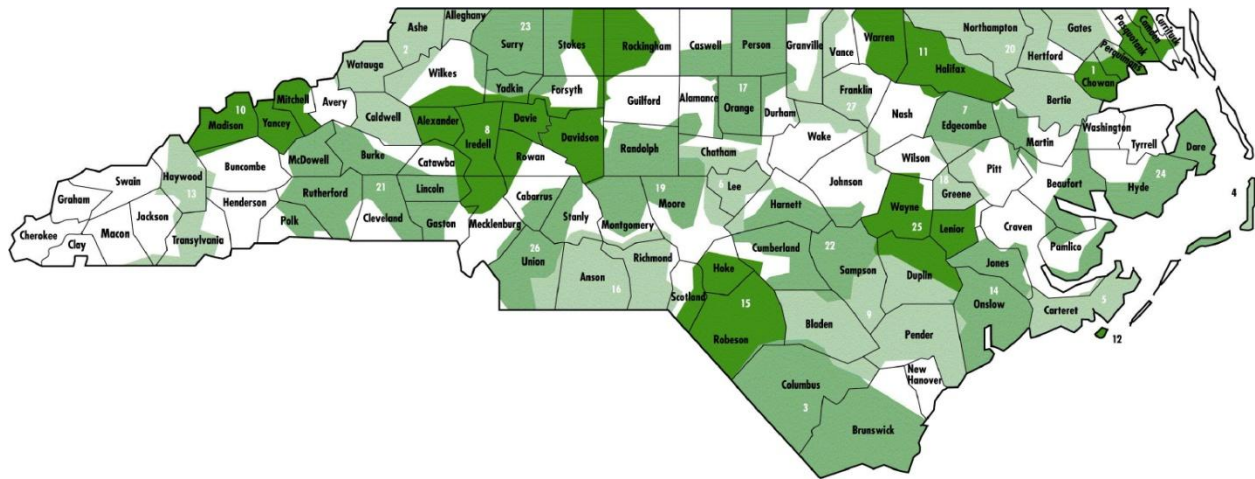 Ashe
Alleghany
23
Surry
Stokes
Rockingham
Caswell
Person
Granville
Vance
Warren
11
Halifax
Northampton
20
Gates
Hertford
Currituck
Camden
Pasquotank
Perquimans
1
Chowan
2
Watauga
Wilkes
Yadkin
Forsyth
Guilford
Alamance
17
Orange
Durham
Franklin
27
Nash
7
Edgecombe
Bertie
Martin
Washington
Tyrrell
Dare
10
Madison
Mitchell
Yancey
Avery
Caldwell
Alexander
8
Iredell
Davie
Davidson
Randolph
Chatham
Wake
Wilson
Pitt
Beaufort
Hyde
24
4
McDowell
Burke
Catawba
Rowan
Buncombe
Haywood
13
Swain
Graham
Rutherford
21
Lincoln
Cabarrus
Stanly
19
Moore
Montgomery
6
Lee
Harnett
Johnson
Wayne
18
Greene
25
Lenior
Craven
Pamlico
Cherokee
Clay
Macon
Jackson
Transylvania
Henderson
Polk
Cleveland
Gaston
Mecklenburg
26
Union
Anson
16
Richmond
Scotland
Hoke
Cumberland
22
Sampson
Duplin
Jones
14
Onslow
Carteret
5
12
15
Robeson
Bladen
9
Pender
New
Hanover
Columbus
3
Brunswick